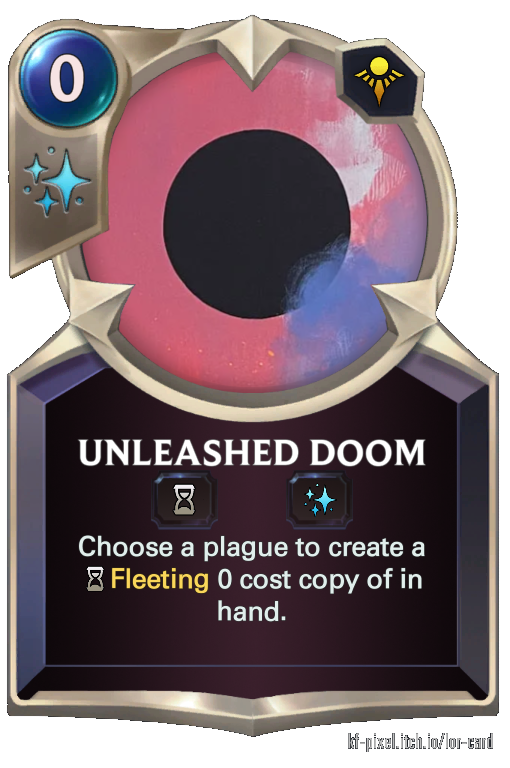 0
UNLEASHED DOOM
Choose a plague to create a
Fleeting 0 cost copy of in
hand.
kf-pixel.itch.io/lor-card